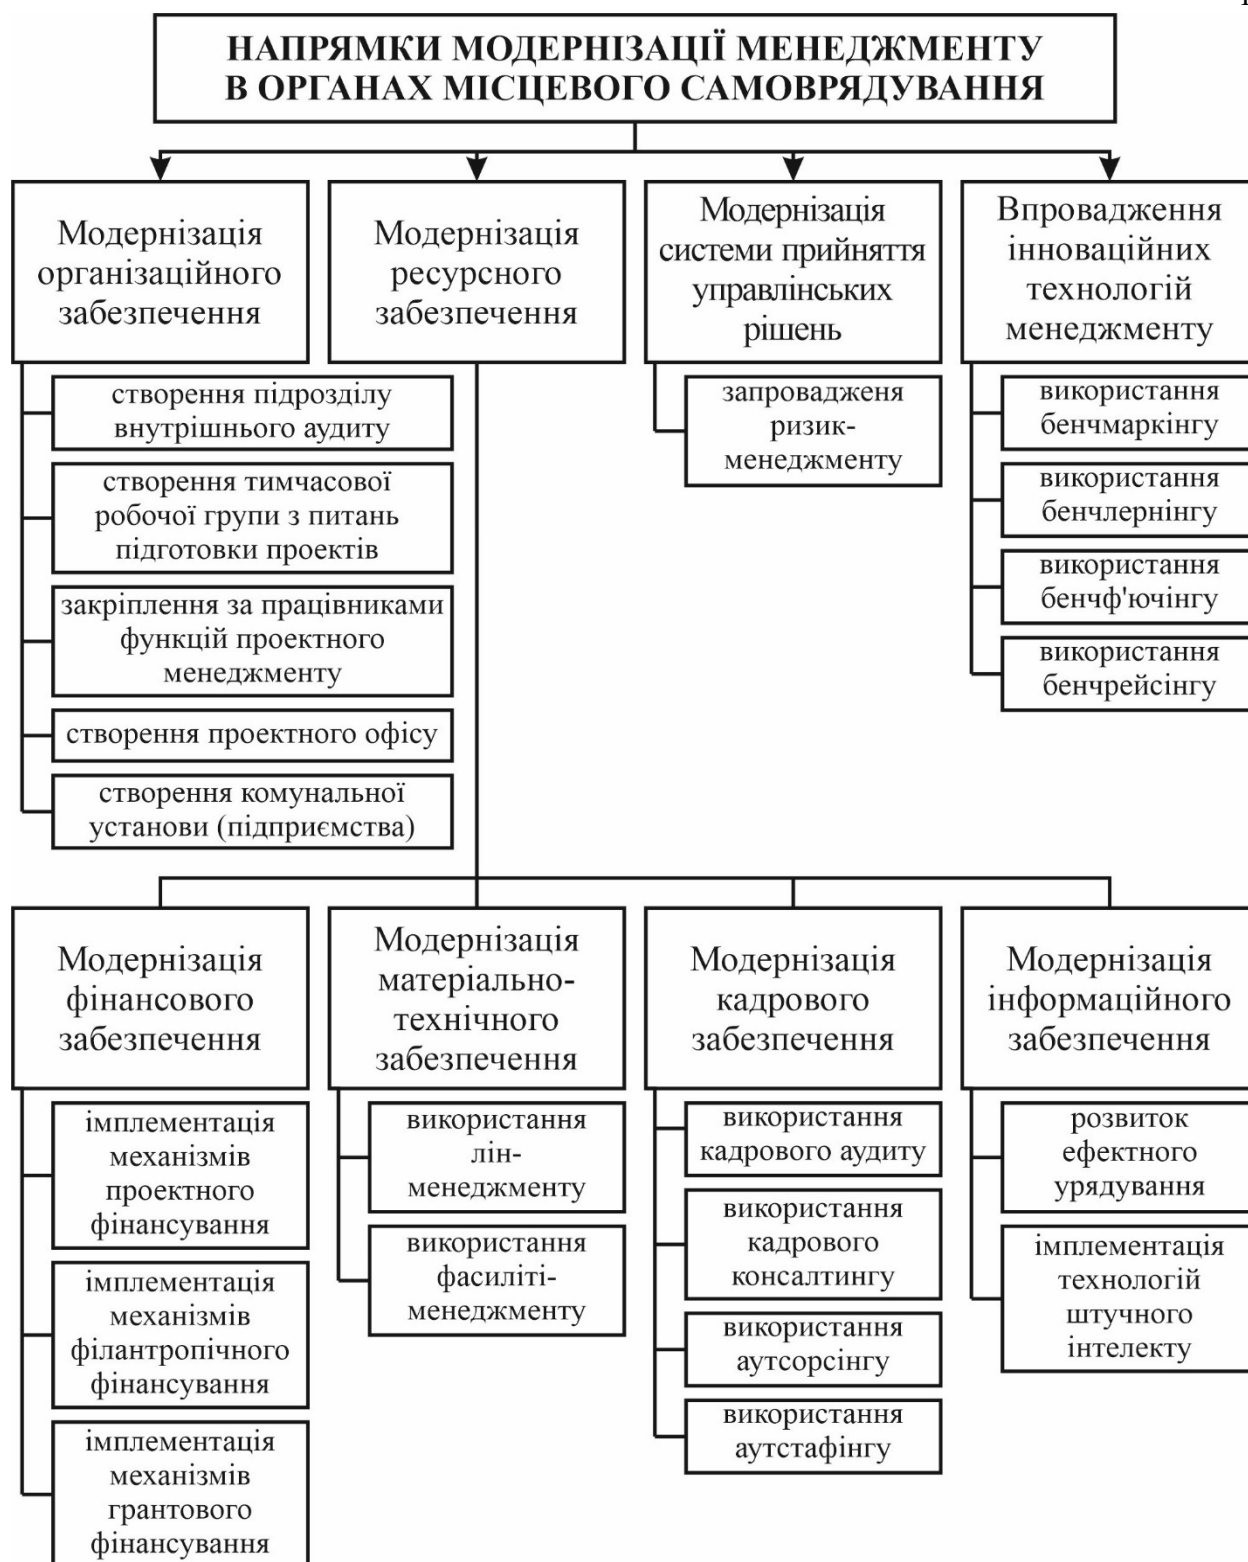 НАПРЯМКИ МОДЕРНІЗАЦІЇ МЕНЕДЖМЕНТУ
В ОРГАНАХ МІСЦЕВОГО САМОВРЯДУВАННЯ
Модернізація
організаційного
забезпечення
створення підрозділу
внутрішнього аудиту
створення тимчасової
робочої групи з питань
підготовки проектів
закріплення за працівниками
функцій проектного
менеджменту
створення проектного офісу
створення комунальної
установи (підприємства)
Модернізація
ресурсного
забезпечення
Модернізація
системи прийняття
управлінських
рішень
запровадженя
ризик-
менеджменту
Впровадження
інноваційних
технологій
менеджменту
використання
бенчмаркінгу
використання
бенчлернінгу
використання
бенчф'ючінгу
використання
бенчрейсінгу
Модернізація
фінансового
забезпечення
імплементація
механізмів
проектного
фінансування
імплементація
механізмів
філантропічного
фінансування
імплементація
механізмів
грантового
фінансування
Модернізація
матеріально-
технічного
забезпечення
використання
лін-
менеджменту
використання
фасиліті-
менеджменту
Модернізація
кадрового
забезпечення
використання
кадрового аудиту
використання
кадрового
консалтингу
використання
аутсорсінгу
використання
аутстафінгу
Модернізація
інформаційного
забезпечення
розвиток
ефектного
урядування
імплементація
технологій
штучного
інтелекту